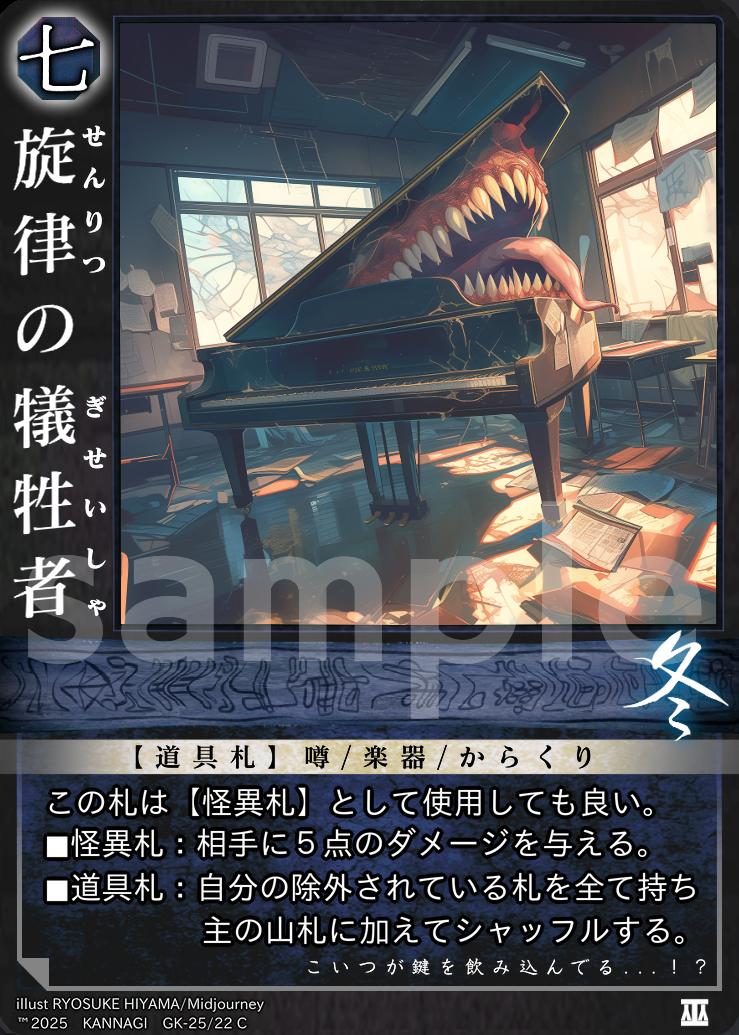 七
旋律の犠牲者
せんりつ
ぎせいしゃ
sample
冬
【道具札】噂/楽器/からくり
この札は【怪異札】として使用しても良い。
■怪異札：相手に５点のダメージを与える。
■道具札：自分の除外されている札を全て持ち
主の山札に加えてシャッフルする。
こいつが鍵を飲み込んでる...！？
illust RYOSUKE HIYAMA/Midjourney
™2025 KANNAGI GK-25/22 C